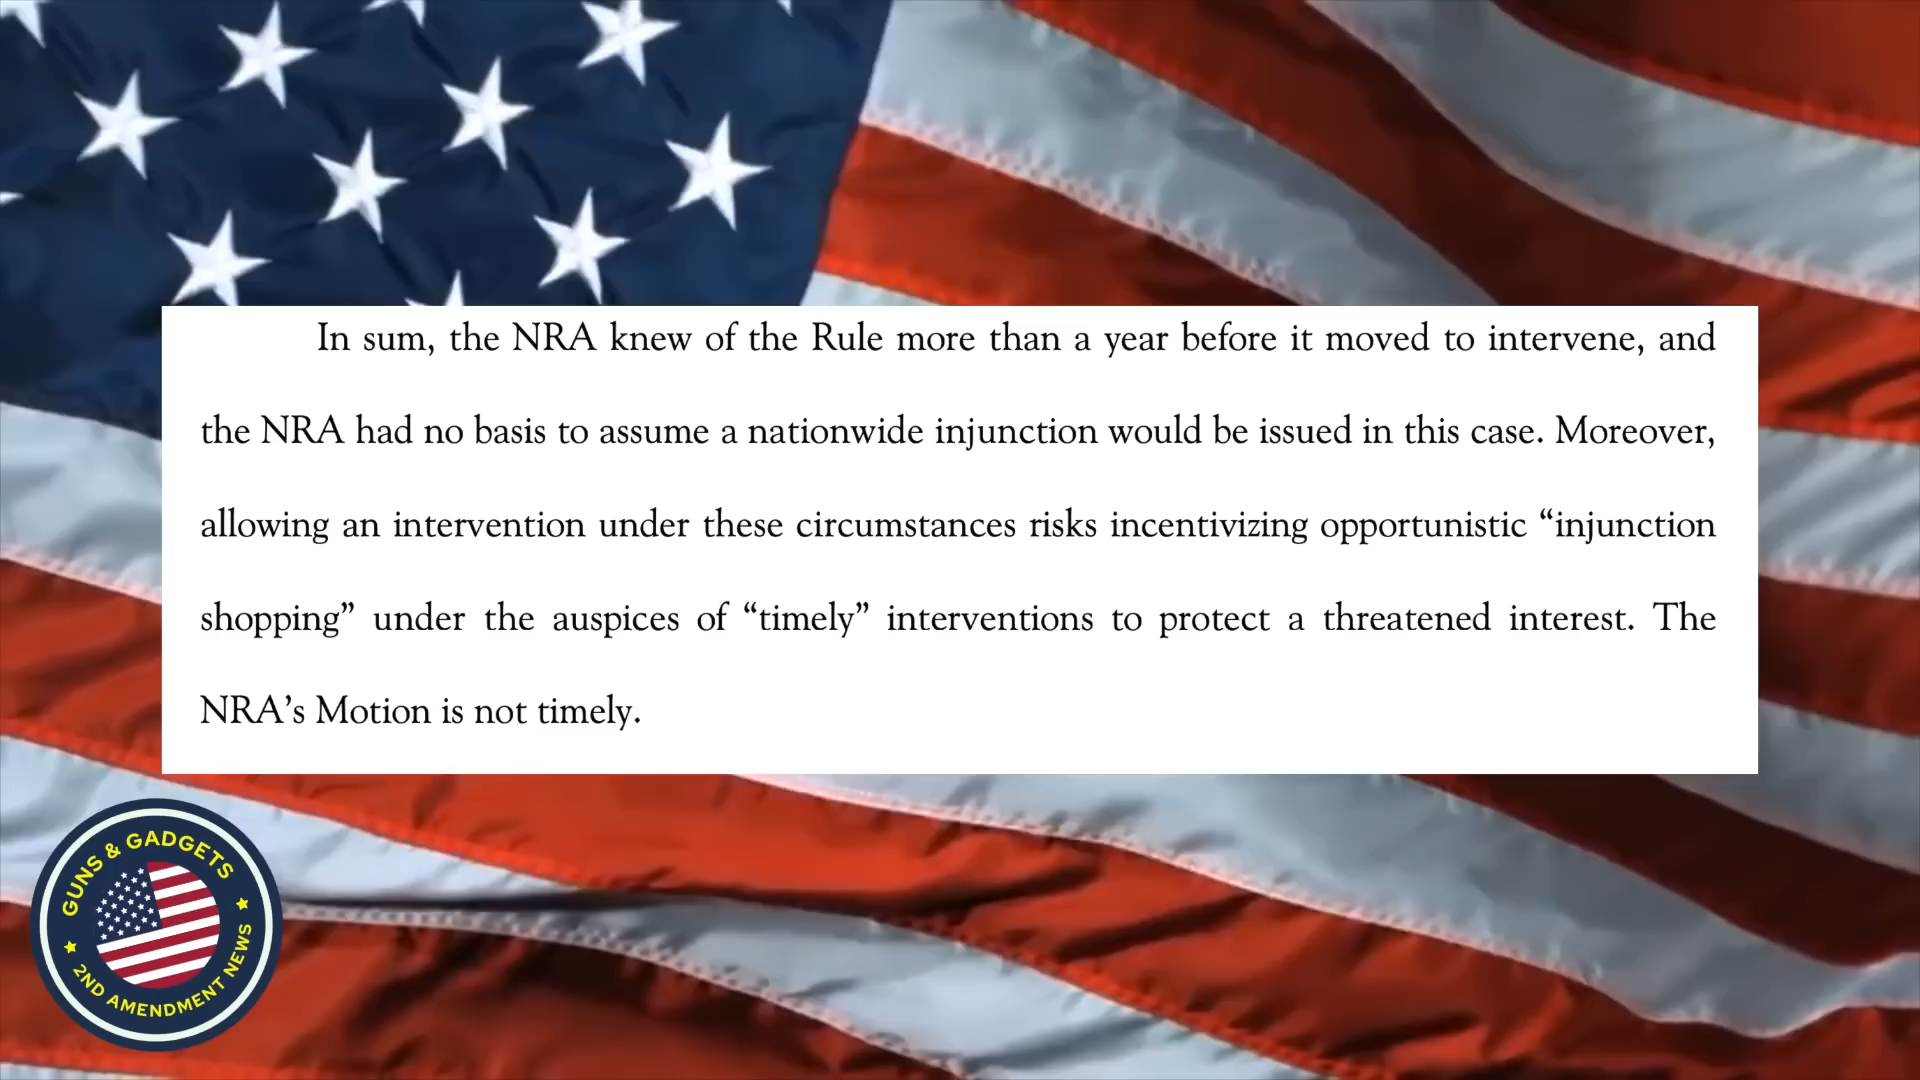 In sum, the NRA knew of the Rule more than a year before it moved to intervene, and
the NRA had no basis to assume a nationwide injunction would be issued in this case. Moreover,
allowing an intervention under these circumstances risks incentivizing opportunistic “injunction
shopping” under the auspices of “timely” interventions to protect a threatened interest. The
NRA’s Motion is not timely.
GUNS & GADGETS
2ND AMENDMENT NEWS